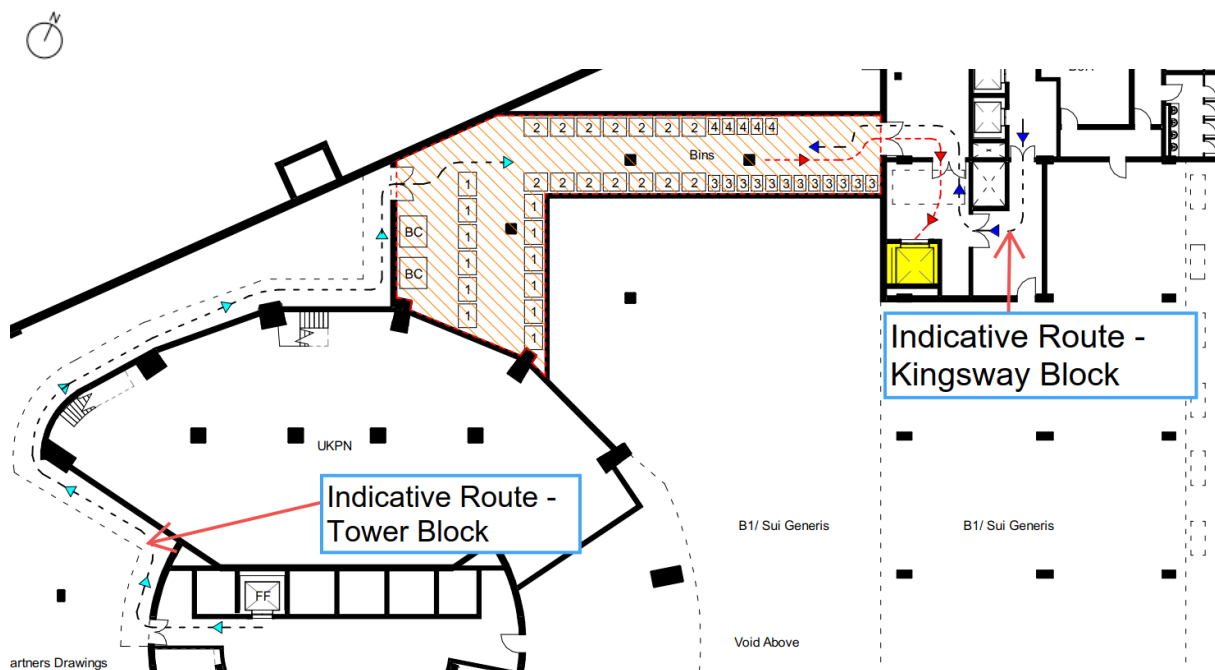 N
2 2 2 2 2 2 2 4 4 4 4 4
Bins
2 2 2 2 2 2 2 3 3 3 3 3 3 3 3 3 3 3 3
1 1
1 1
BC
1 1
BC
1 1
1 1
1 1
Indicative Route -
Kingsway Block
UKPN
Indicative Route -
Tower Block
B1/ Sui Generis
B1/ Sui Generis
FF
Void Above
artners Drawings